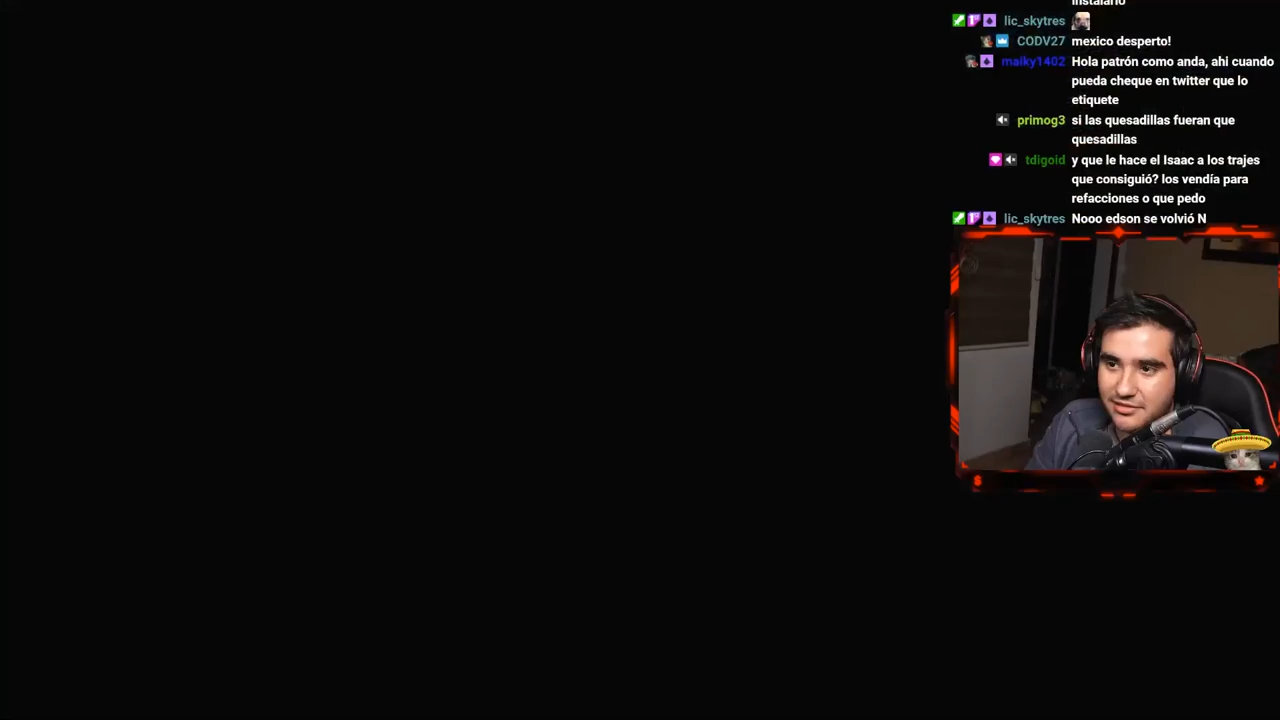 instalarlo
lic_skytres
CODV27 mexico desperto!
maiky1402 Hola patrón como anda, ahi cuando
pueda cheque en twitter que lo
etiquete
primog3 si las quesadillas fueran que
quesadillas
tdigoid y que le hace el Isaac a los trajes
que consiguió? los vendía para
refacciones o que pedo
lic_skytres Nooo edson se volvió N